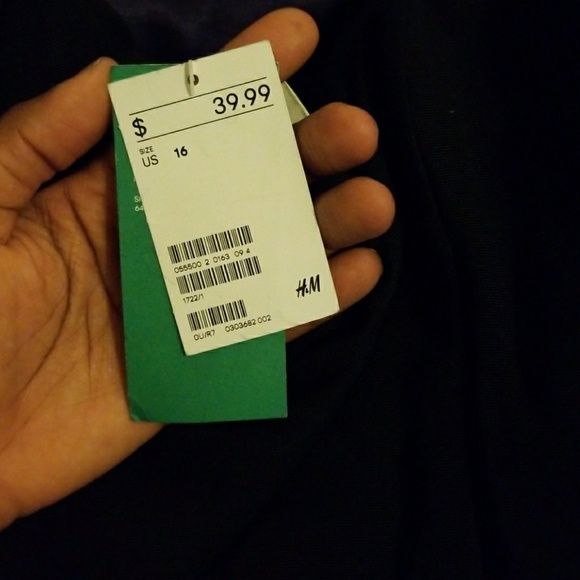 $ 39.99
SIZE
US 16
055500 2 0163 09 4
1722/1
H&M
OU/R7 0303682 002